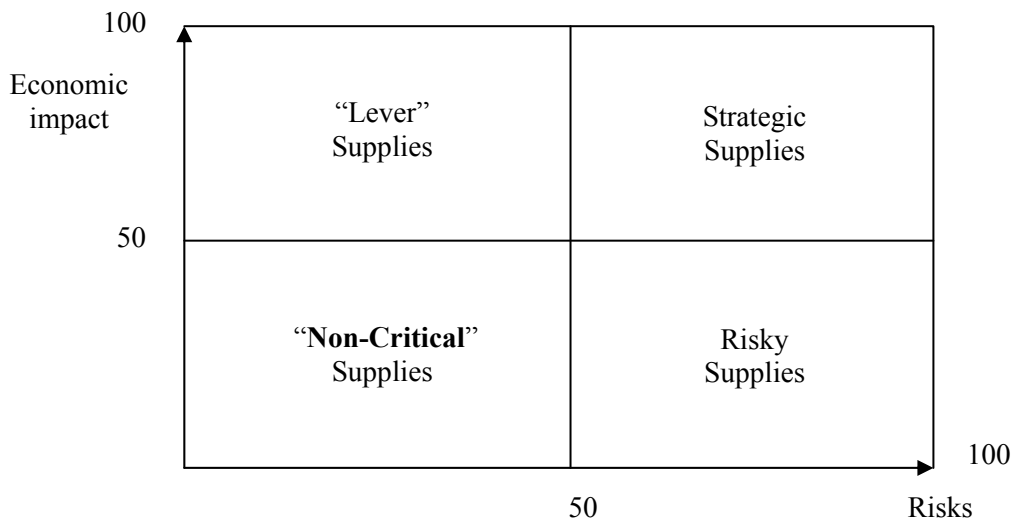 100
Economic
impact
“Lever”
Supplies
Strategic
Supplies
50
“Non-Critical”
Supplies
Risky
Supplies
100
50
Risks